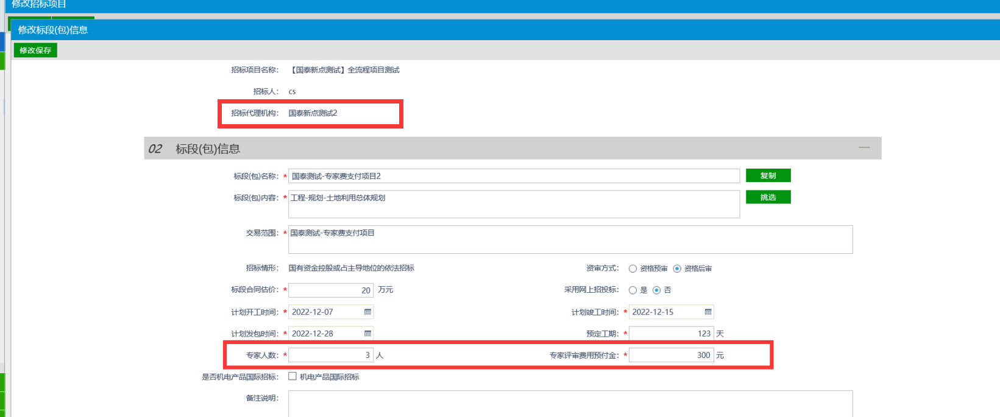 修改招标项目
修改标段(包)信息
修改保存
招标项目名称： 【国泰新点测试】全流程项目测试
招标人： cs
招标代理机构： 国泰新点测试2
02 标段(包)信息
标段(包)名称：* 国泰测试-专家费支付项目2 复制
标段(包)内容：* 工程-规划-土地利用总体规划 挑选
交易范围：* 国泰测试-专家费支付项目
招标情形： 国有资金控股或占主导地位的依法招标 资审方式： 资格预审 资格后审
标段合同估价：* 20 万元 采用网上招投标： 是 否
计划开工时间：* 2022-12-07 计划竣工时间：* 2022-12-15
计划发包时间：* 2022-12-28 预定工期：* 123 天
专家人数：* 3 人 专家评审费用预付金：* 300 元
是否机电产品国际招标： 机电产品国际招标
备注说明：